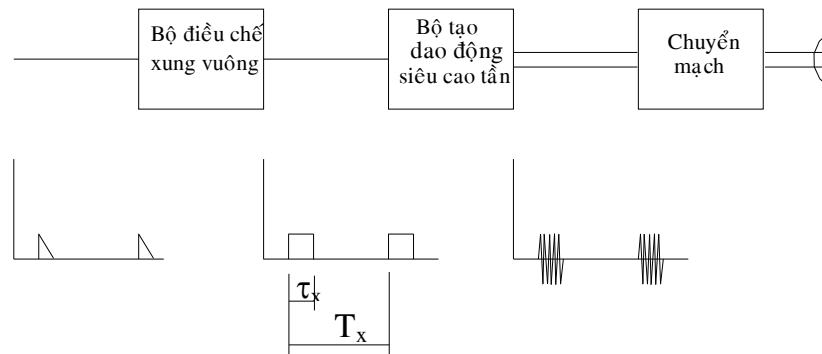 Bộ điều chế
xung vuông
Bộ tạo
dao động
siêu cao tần
Chuyển
mạch
τx
Tx